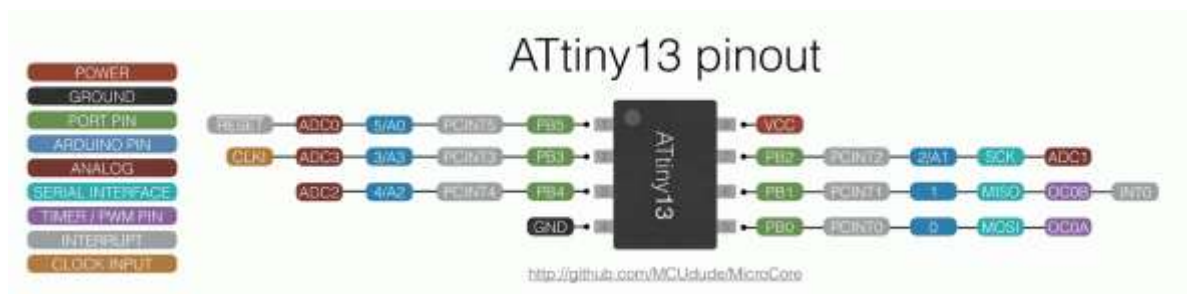 ATtiny13 pinout
POWER
GROUND
PORT PIN
ARDUINO PIN
ANALOG
SERIAL INTERFACE
TIMER / PWM PIN
INTERRUPT
CLOCK INPUT
RESET ADC0 5/A0 PCINT5 PB5 VCC
CLKI ADC3 3/A3 PCINT3 PB3 PB2 PCINT2 2/A1 SCK ADC1
ADC2 4/A2 PCINT4 PB4 PB1 PCINT1 1 MISO OC0B INT0
GND PB0 PCINT0 0 MOSI OC0A
ATtiny13
http://github.com/MCUdude/MicroCore